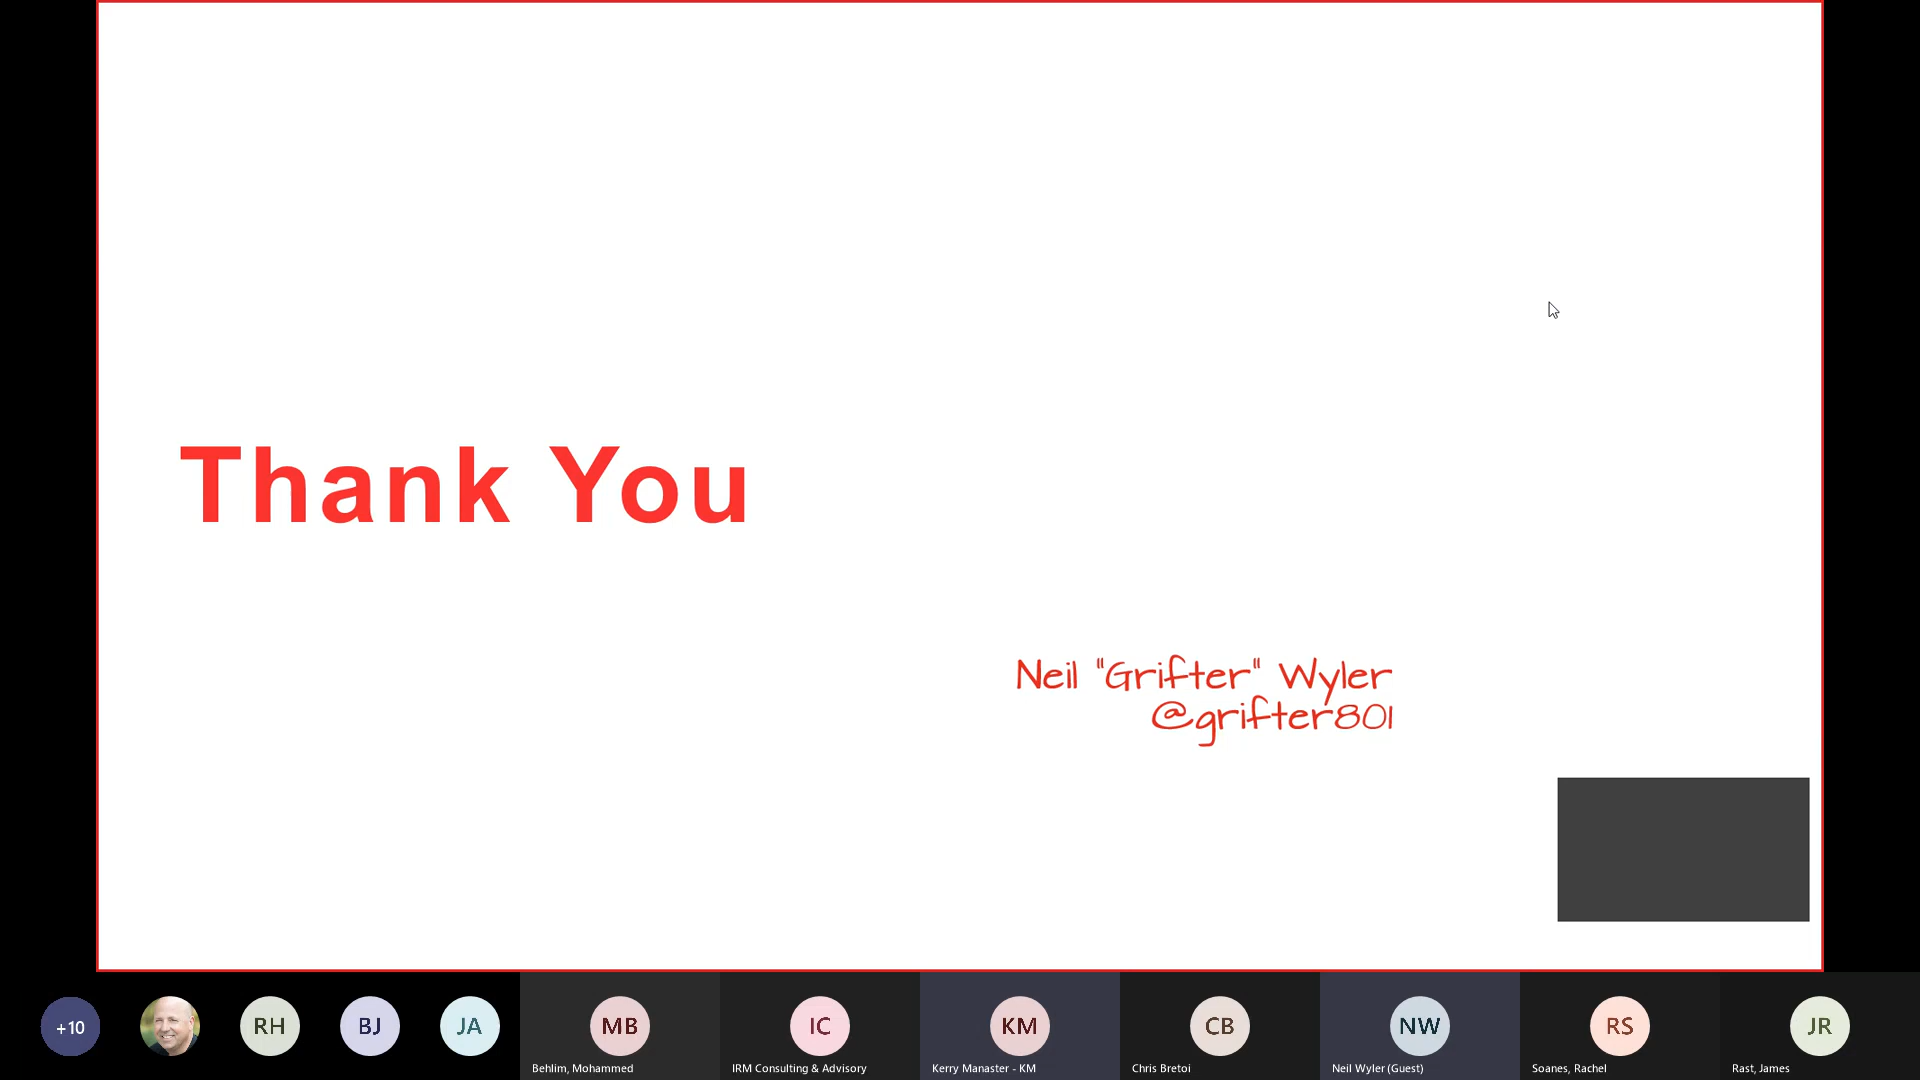 Thank You
Neil "Grifter" Wyler
@grifter801
+10
RH
BJ
JA
MB
Behlim, Mohammed
IC
IRM Consulting & Advisory
KM
Kerry Manaster - KM
CB
Chris Bretoi
NW
Neil Wyler (Guest)
RS
Soanes, Rachel
JR
Rast, James